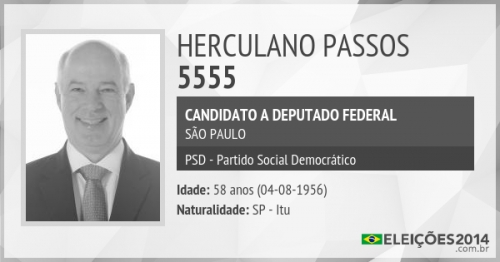 HERCULANO PASSOS
5555
CANDIDATO A DEPUTADO FEDERAL
SÃO PAULO
PSD - Partido Social Democrático
Idade: 58 anos (04-08-1956)
Naturalidade: SP - Itu
ELEIÇÕES2014
.com.br